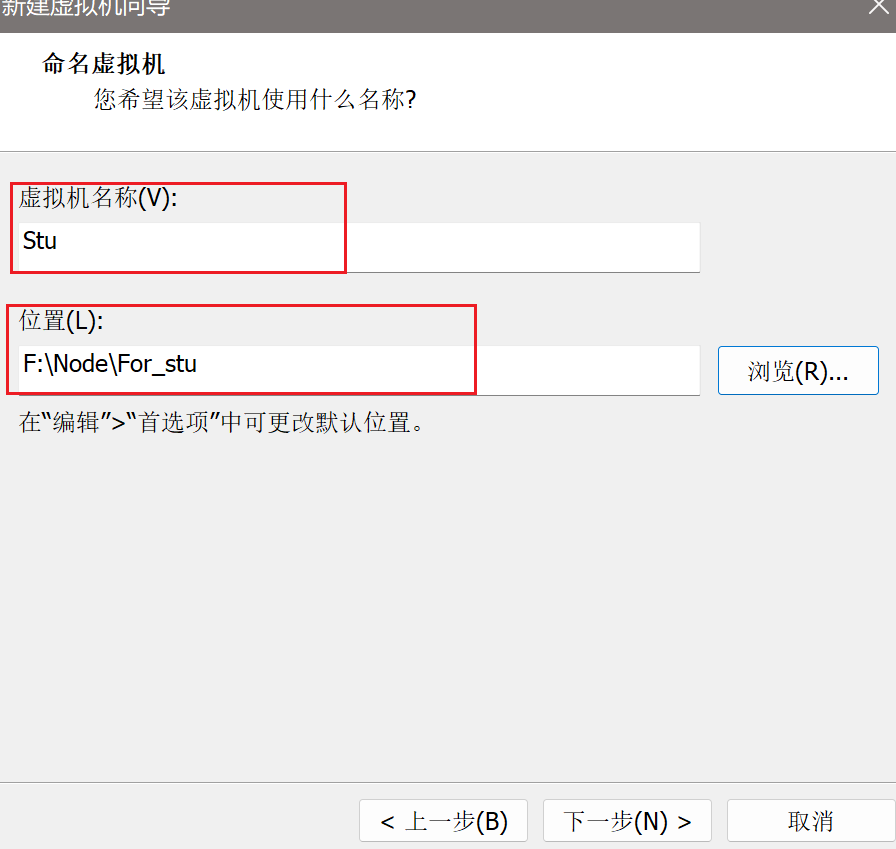 新建虚拟机向导
命名虚拟机
您希望该虚拟机使用什么名称?
虚拟机名称(V):
Stu
位置(L):
F:\Node\For_stu
浏览(R)...
在“编辑”>“首选项”中可更改默认位置。
< 上一步(B)
下一步(N) >
取消